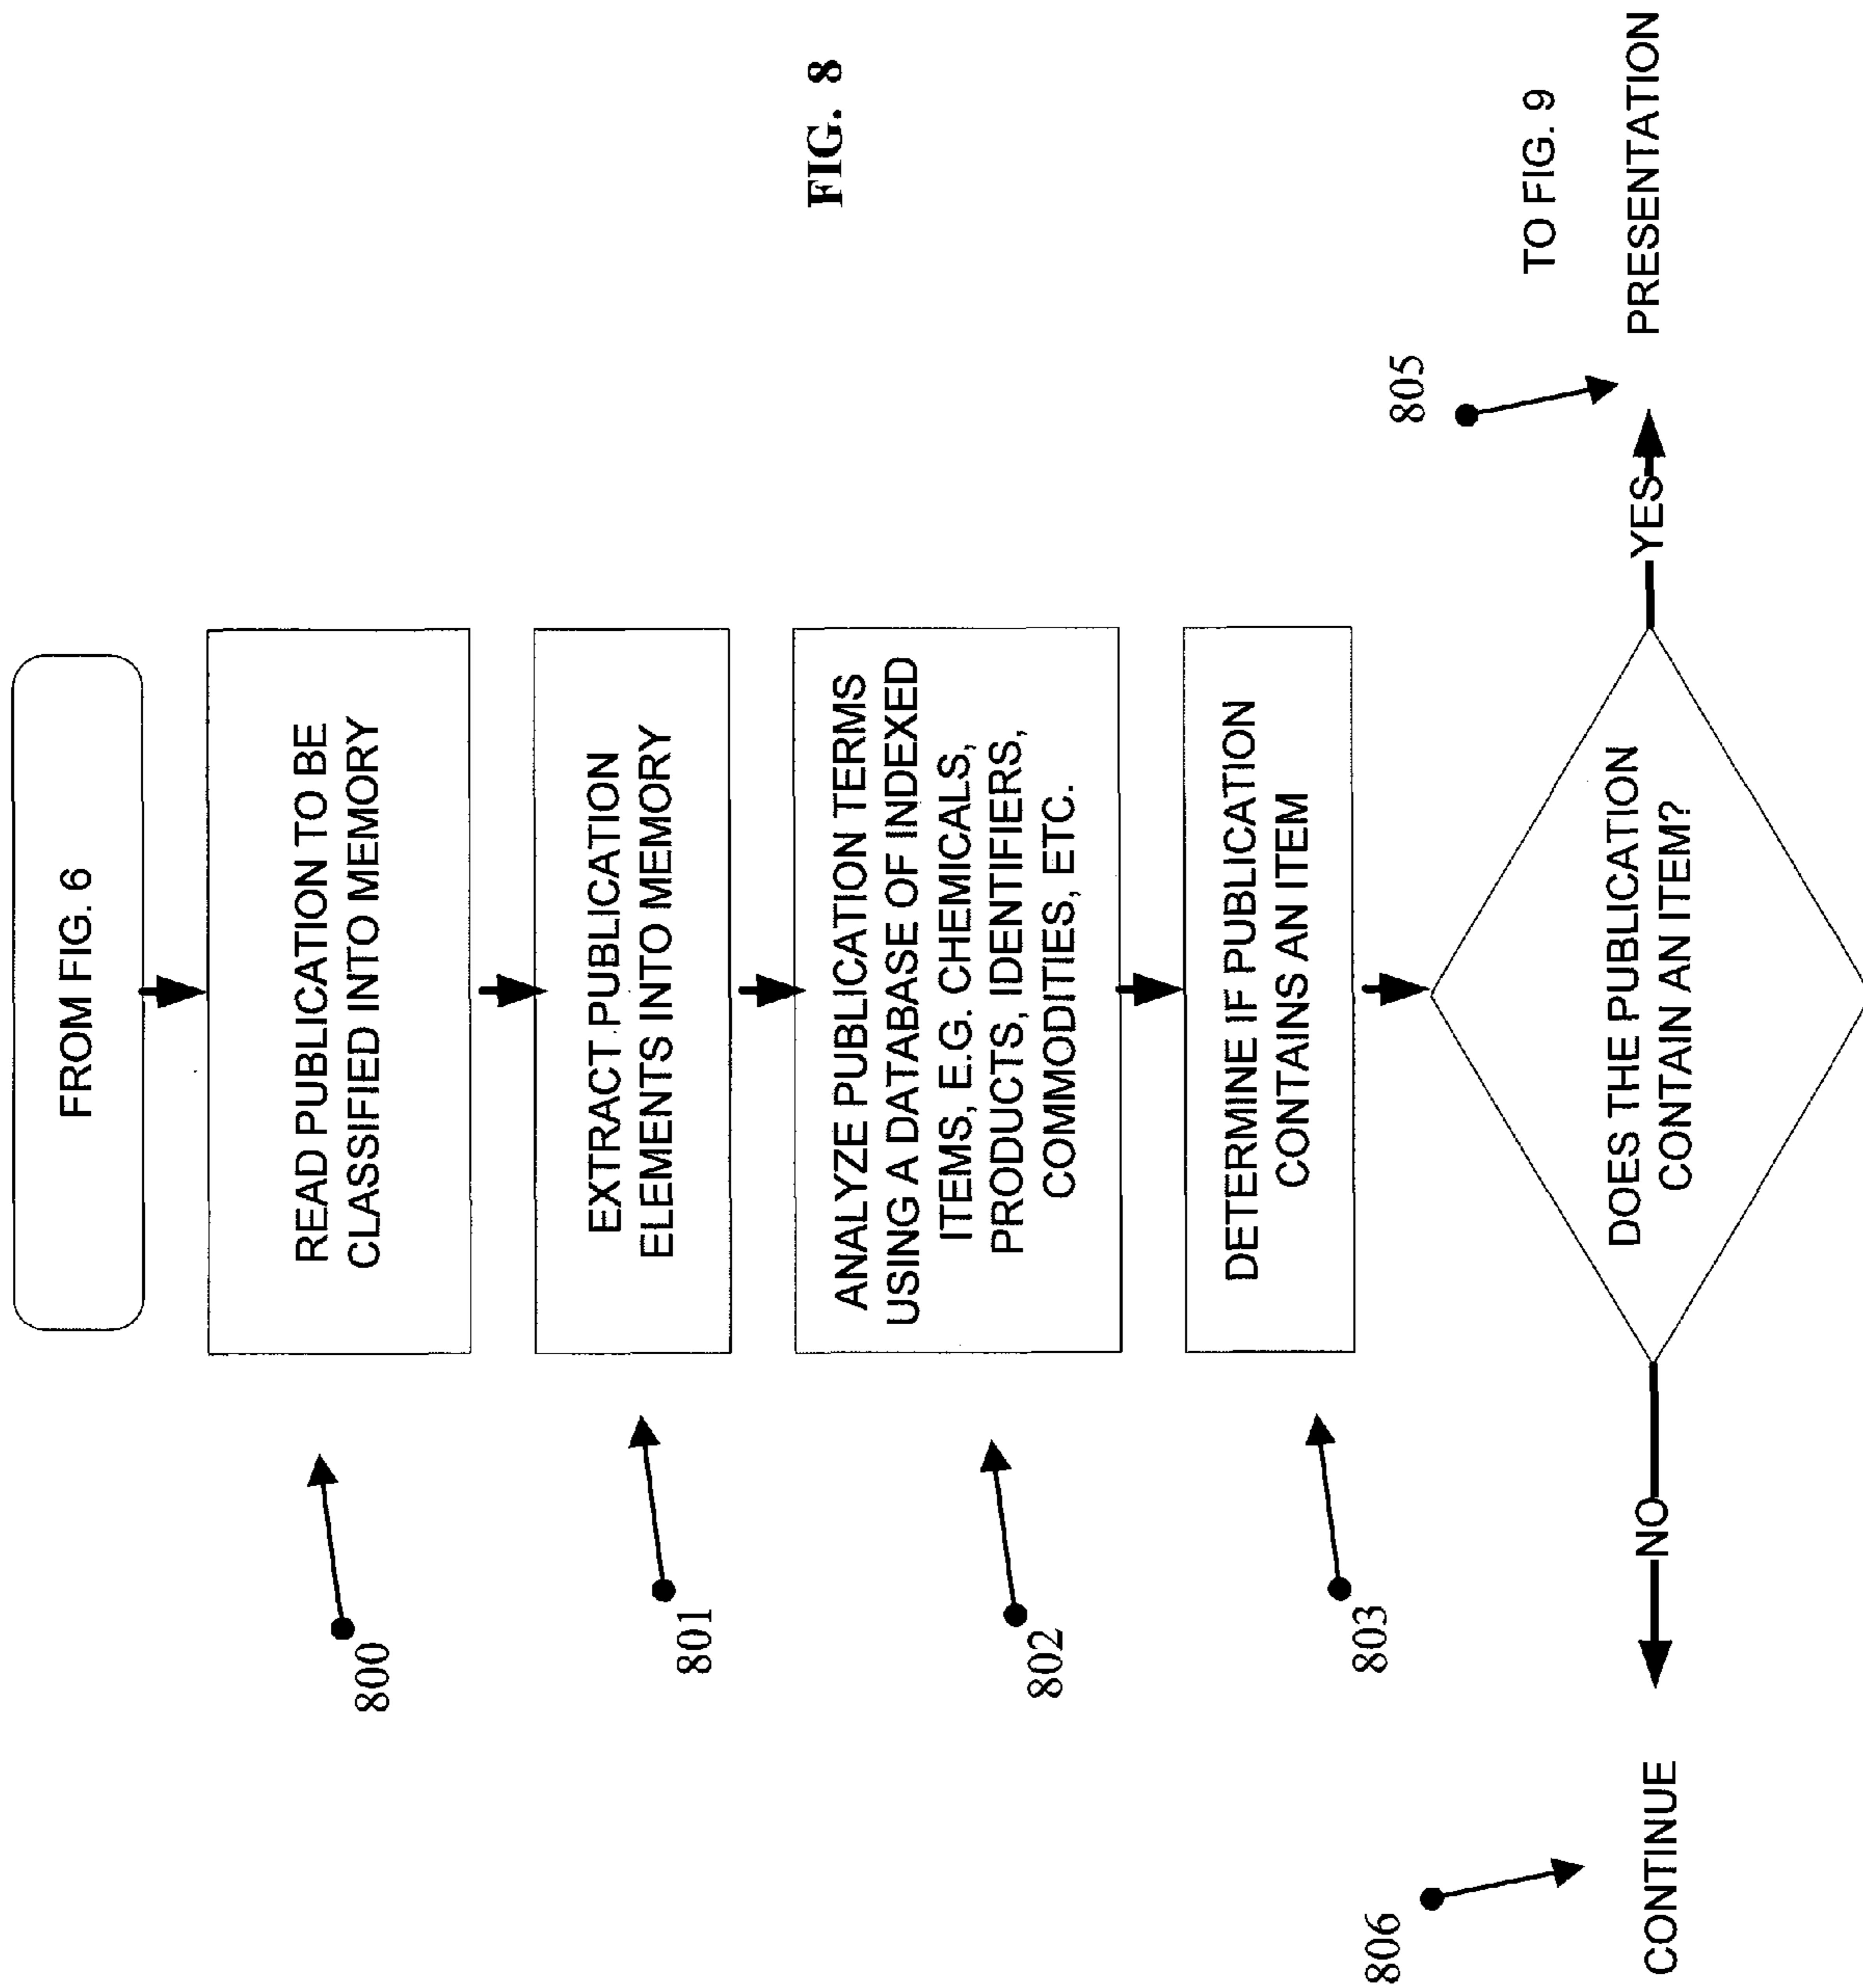 FROM FIG. 6
800
READ PUBLICATION TO BE
CLASSIFIED INTO MEMORY
801
EXTRACT PUBLICATION
ELEMENTS INTO MEMORY
FIG. 8
802
ANALYZE PUBLICATION TERMS
USING A DATABASE OF INDEXED
ITEMS, E.G. CHEMICALS,
PRODUCTS, IDENTIFIERS,
COMMODITIES, ETC.
803
DETERMINE IF PUBLICATION
CONTAINS AN ITEM
806
805
TO FIG. 9
CONTINUE
NO
DOES THE PUBLICATION
CONTAIN AN ITEM?
YES
PRESENTATION